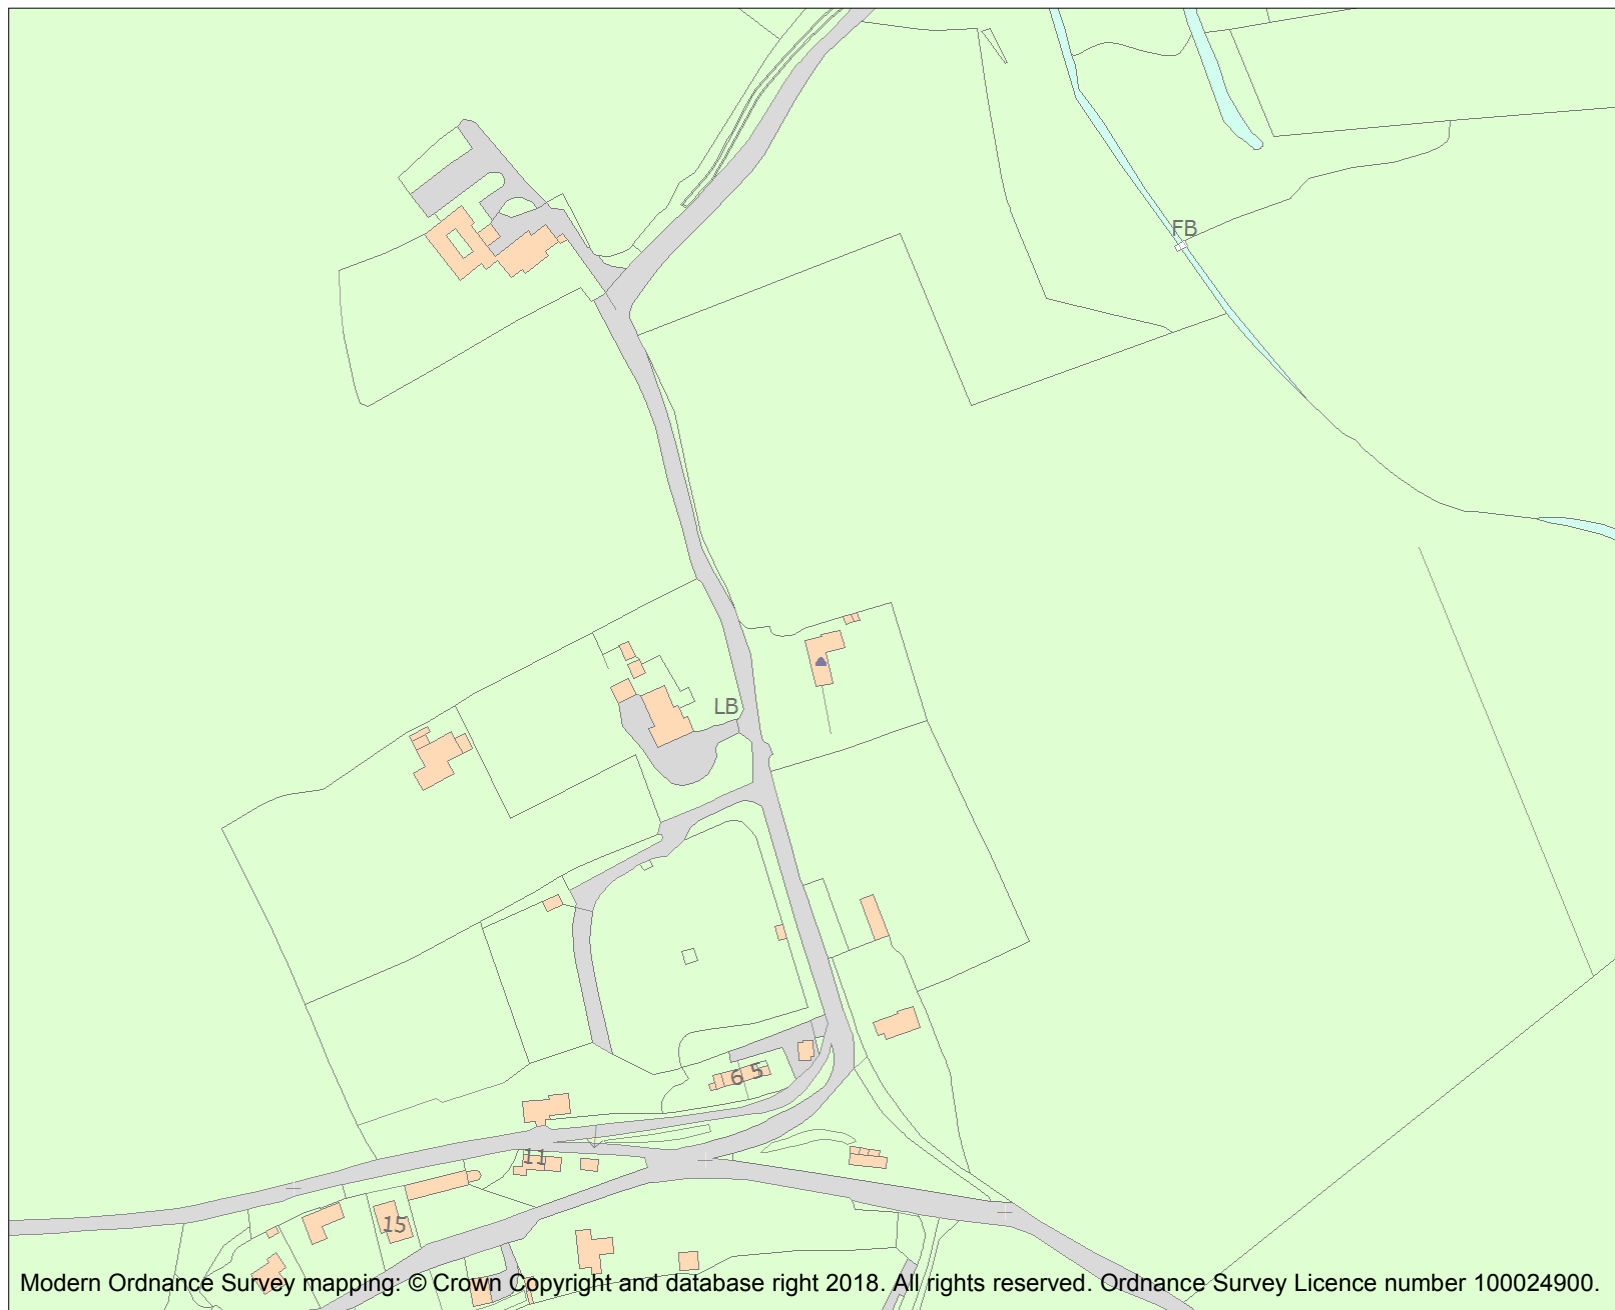 FB
LB
6 5
11
15
Modern Ordnance Survey mapping: © Crown Copyright and database right 2018. All rights reserved. Ordnance Survey Licence number 100024900.